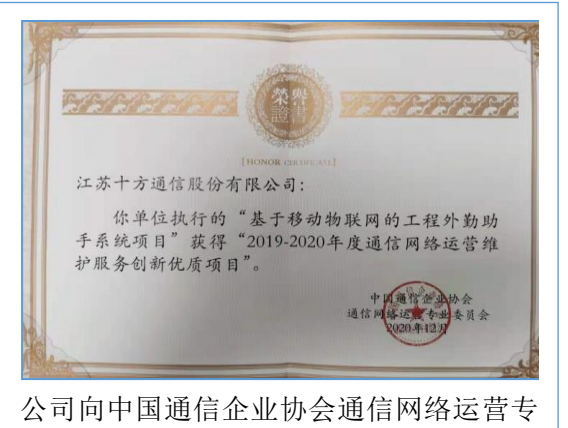 榮譽
證書
[HONOR CERTIFICATE]
江苏十方通信股份有限公司：
你单位执行的“基于移动物联网的工程外勤助
手系统项目”获得“2019-2020年度通信网络运营维
护服务创新优质项目”。
中国通信企业协会
通信网络运营专业委员会
2020年12月
公司向中国通信企业协会通信网络运营专